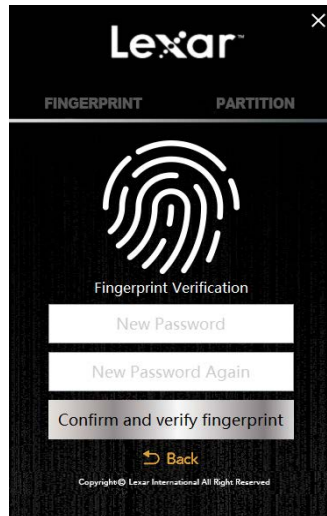 Lexar™
FINGERPRINT PARTITION
Fingerprint Verification
New Password
New Password Again
Confirm and verify fingerprint
Back
Copyright© Lexar International All Right Reserved